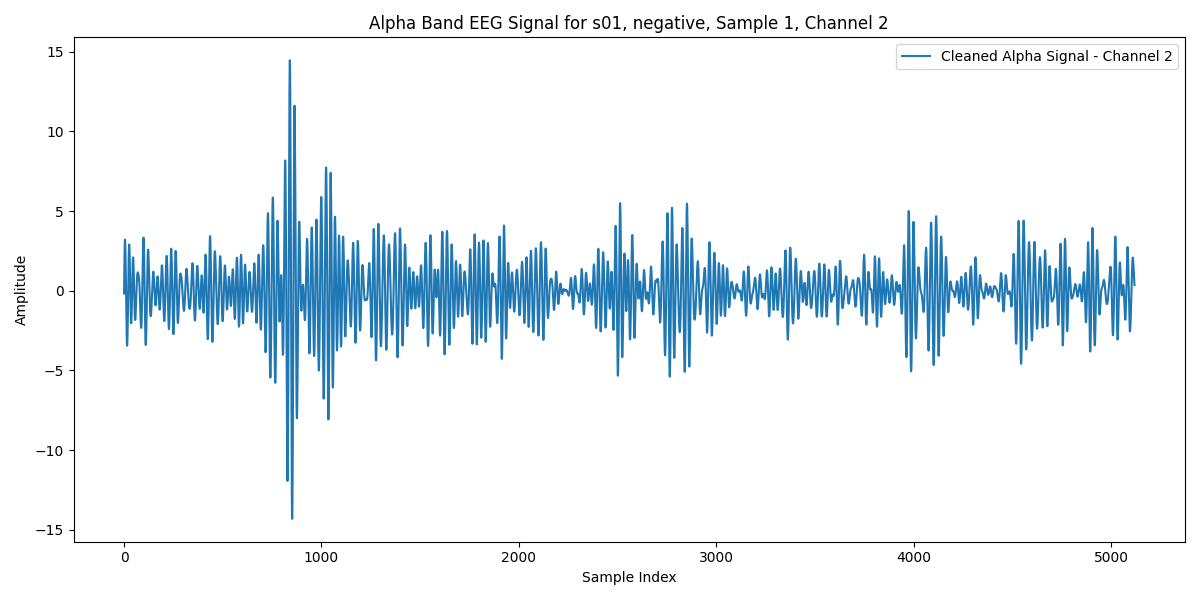 Alpha Band EEG Signal for s01, negative, Sample 1, Channel 2
Cleaned Alpha Signal - Channel 2
15
10
5
0
−5
−10
−15
Amplitude
0 1000 2000 3000 4000 5000
Sample Index